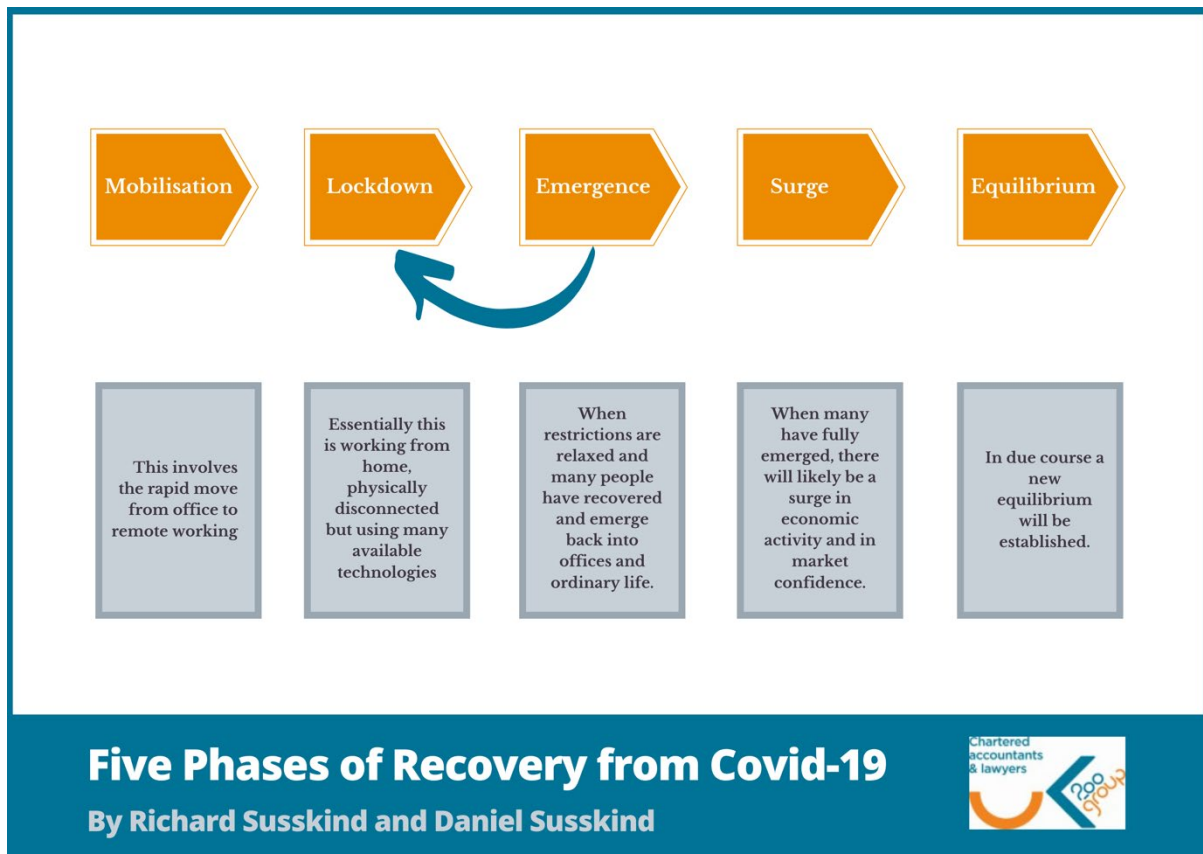 Mobilisation
Lockdown
Emergence
Surge
Equilibrium
This involves
the rapid move
from office to
remote working
Essentially this
is working from
home,
physically
disconnected
but using many
available
technologies
When
restrictions are
relaxed and
many people
have recovered
and emerge
back into
offices and
ordinary life.
When many
have fully
emerged, there
will likely be a
surge in
economic
activity and in
market
confidence.
In due course a
new
equilibrium
will be
established.
Five Phases of Recovery from Covid-19
By Richard Susskind and Daniel Susskind
Chartered
accountants
& lawyers
UK
200
group